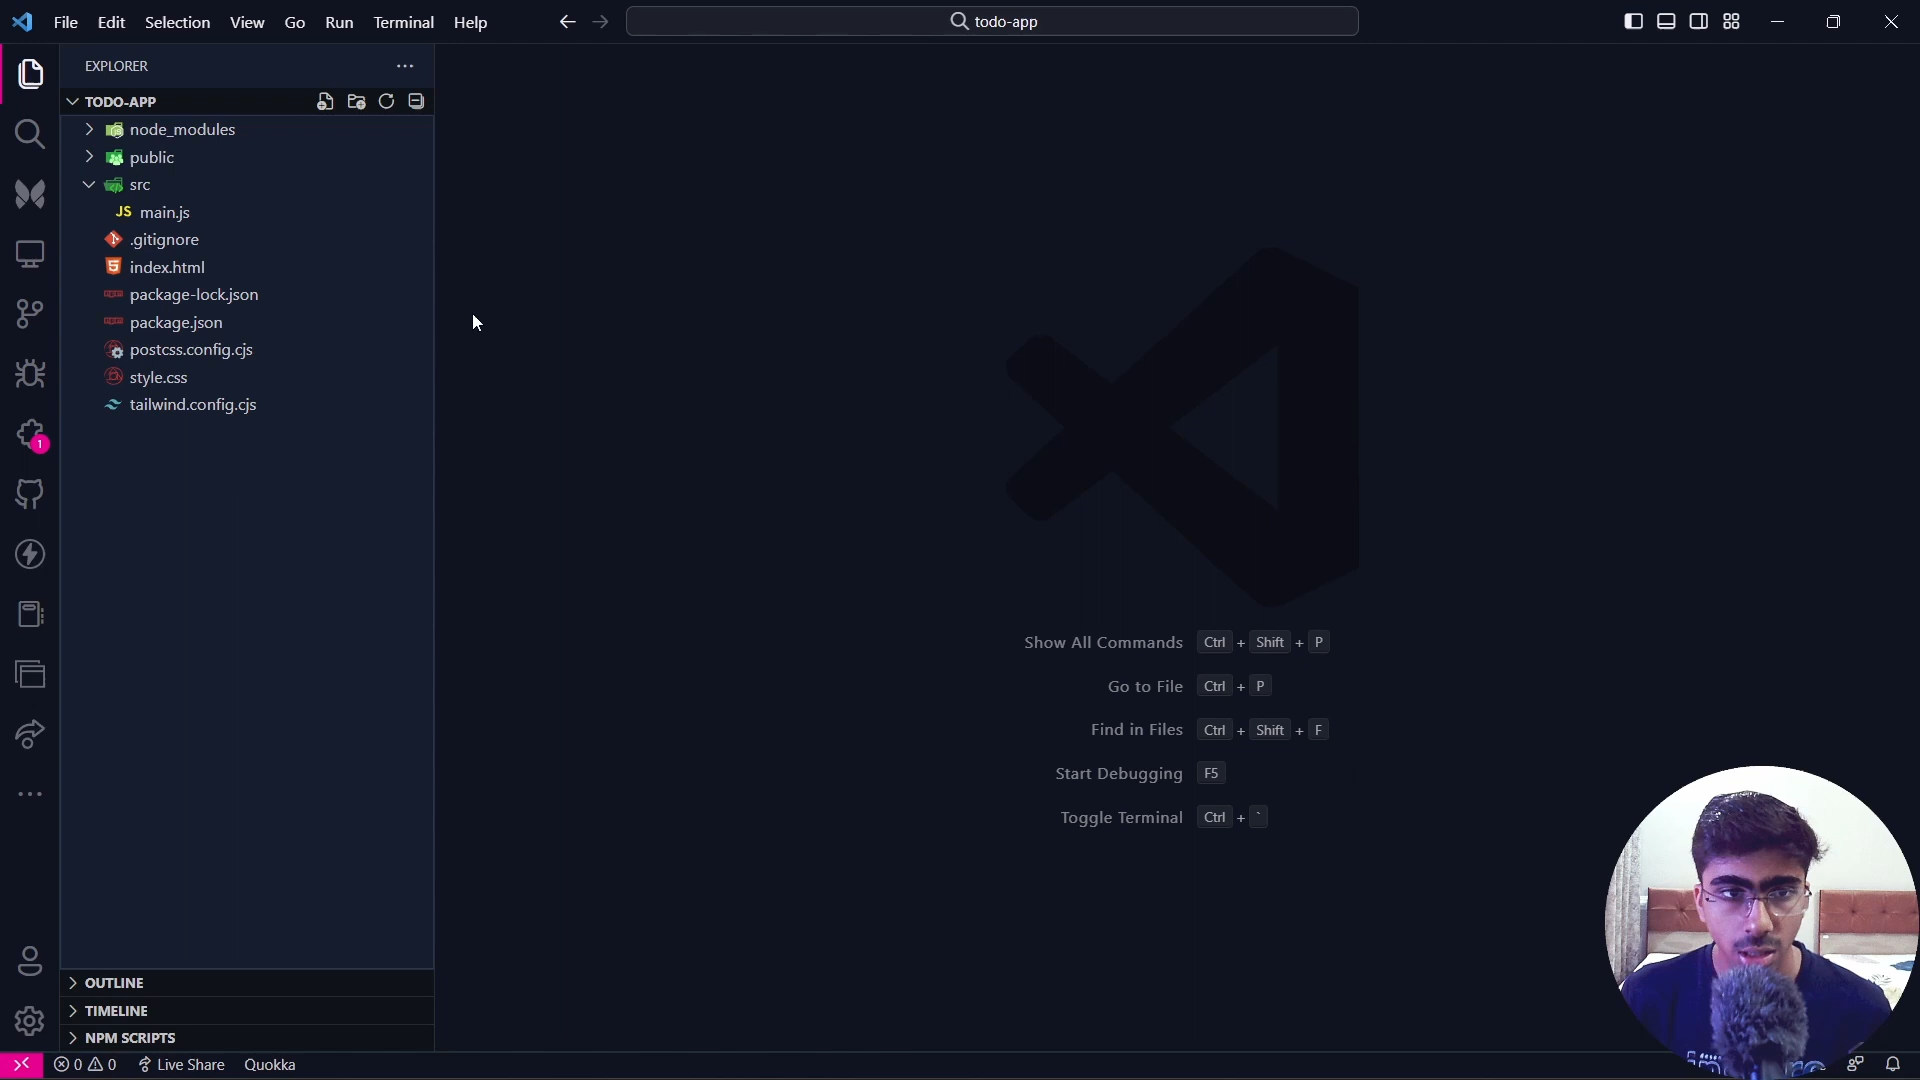 File Edit Selection View Go Run Terminal Help
todo-app
EXPLORER
TODO-APP
node_modules
public
src
JS main.js
.gitignore
index.html
package-lock.json
package.json
postcss.config.cjs
style.css
tailwind.config.cjs
1
Show All Commands Ctrl + Shift + P
Go to File Ctrl + P
Find in Files Ctrl + Shift + F
Start Debugging F5
Toggle Terminal Ctrl + `
OUTLINE
TIMELINE
NPM SCRIPTS
0 0 Live Share Quokka